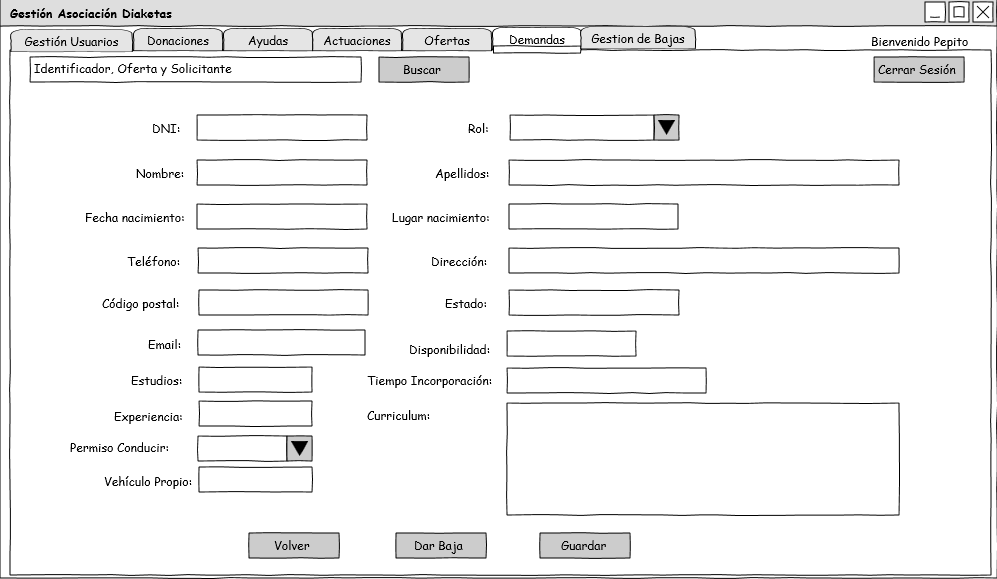 Gestión Asociación Diaketas
Gestión Usuarios
Donaciones
Ayudas
Actuaciones
Ofertas
Demandas
Gestion de Bajas
Bienvenido Pepito
Identificador, Oferta y Solicitante
Buscar
Cerrar Sesión
DNI:
Rol:
Nombre:
Apellidos:
Fecha nacimiento:
Lugar nacimiento:
Teléfono:
Dirección:
Código postal:
Estado:
Email:
Disponibilidad:
Estudios:
Tiempo Incorporación:
Experiencia:
Curriculum:
Permiso Conducir:
Vehículo Propio:
Volver
Dar Baja
Guardar